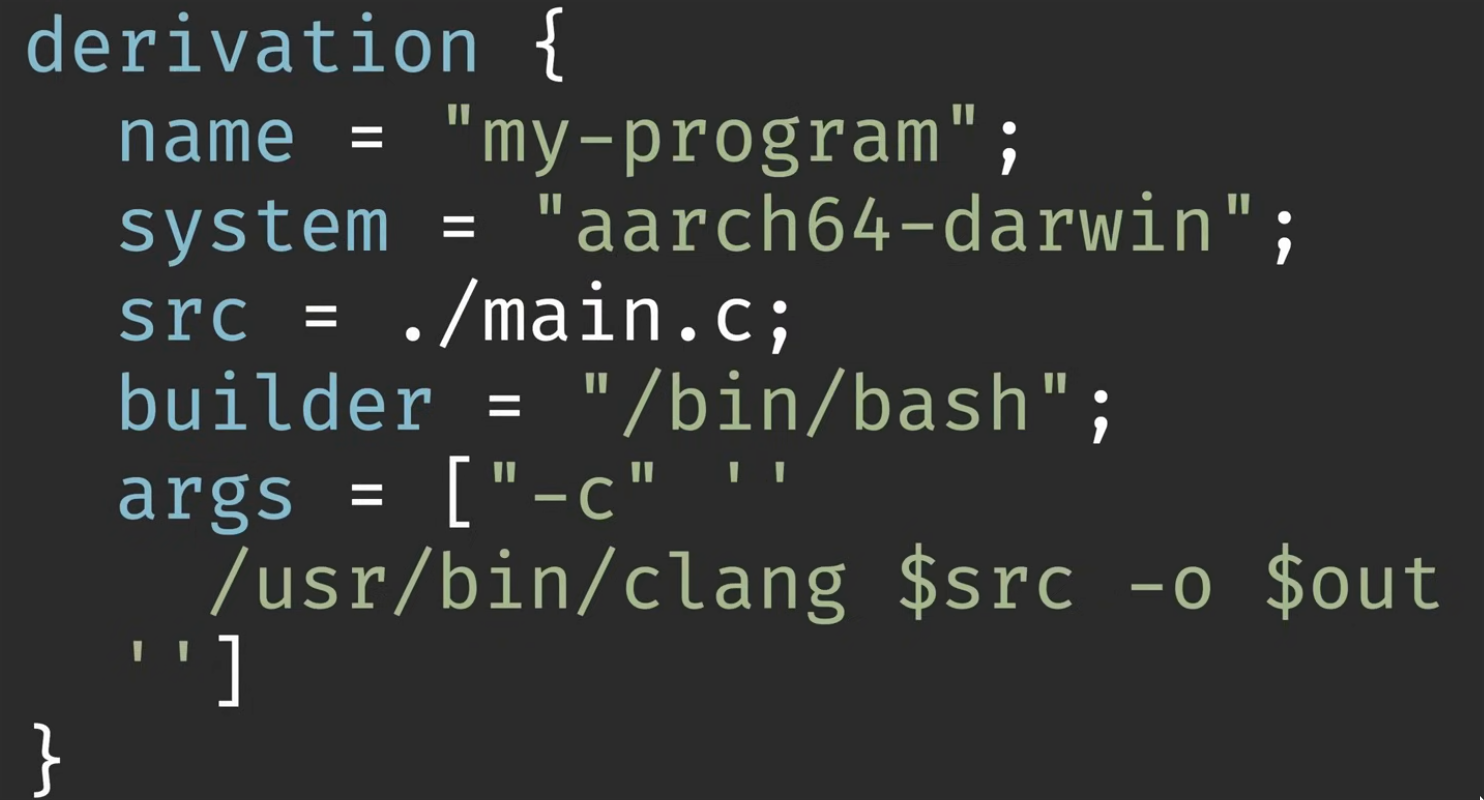 derivation {
  name = "my-program";
  system = "aarch64-darwin";
  src = ./main.c;
  builder = "/bin/bash";
  args = ["-c" ''
    /usr/bin/clang $src -o $out
  '']
}